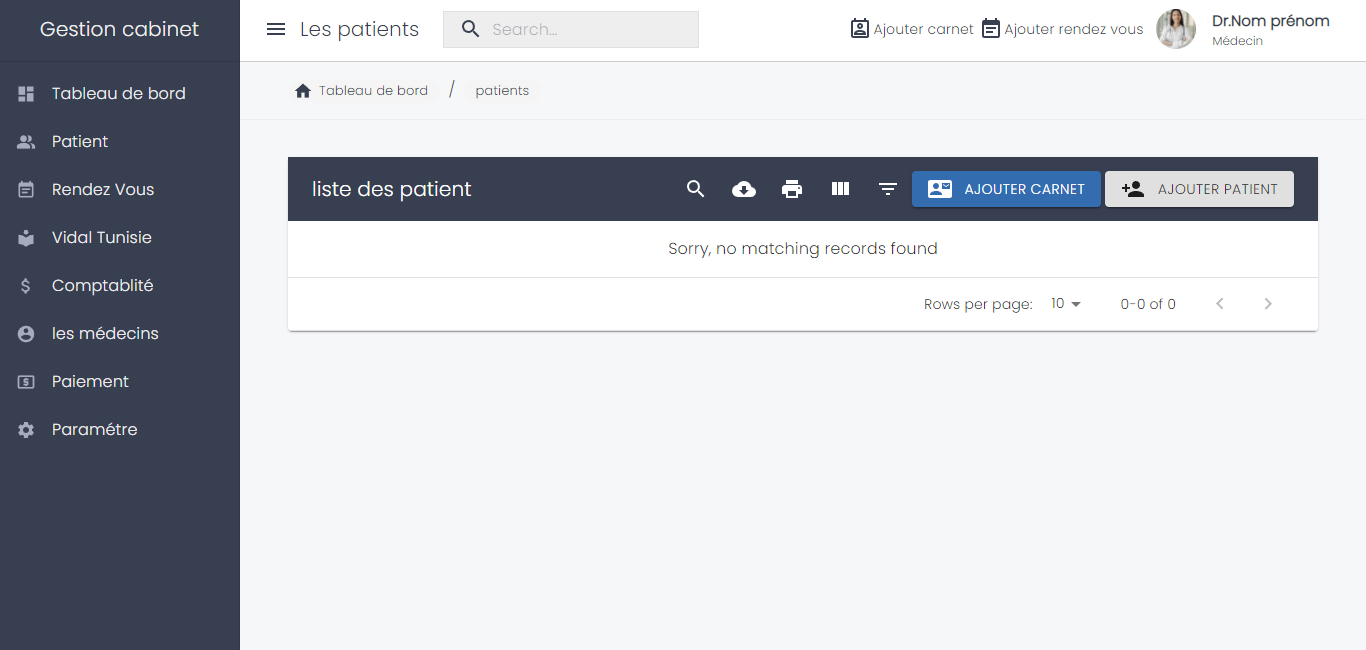 Gestion cabinet
Les patients
Search...
Ajouter carnet
Ajouter rendez vous
Dr.Nom prénom
Médecin
Tableau de bord
Patient
Rendez Vous
Vidal Tunisie
$ Comptablité
les médecins
Paiement
Paramétre
Tableau de bord / patients
liste des patient
AJOUTER CARNET
AJOUTER PATIENT
Sorry, no matching records found
Rows per page: 10 0-0 of 0